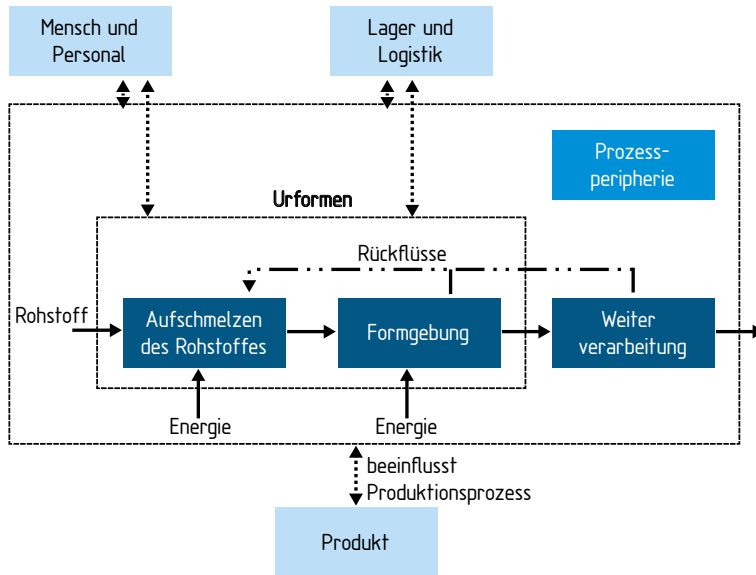 Mensch und
Personal
Lager und
Logistik
Prozess-
peripherie
Urformen
Rückflüsse
Rohstoff
Aufschmelzen
des Rohstoffes
Formgebung
Weiter
verarbeitung
Energie
Energie
beeinflusst
Produktionsprozess
Produkt